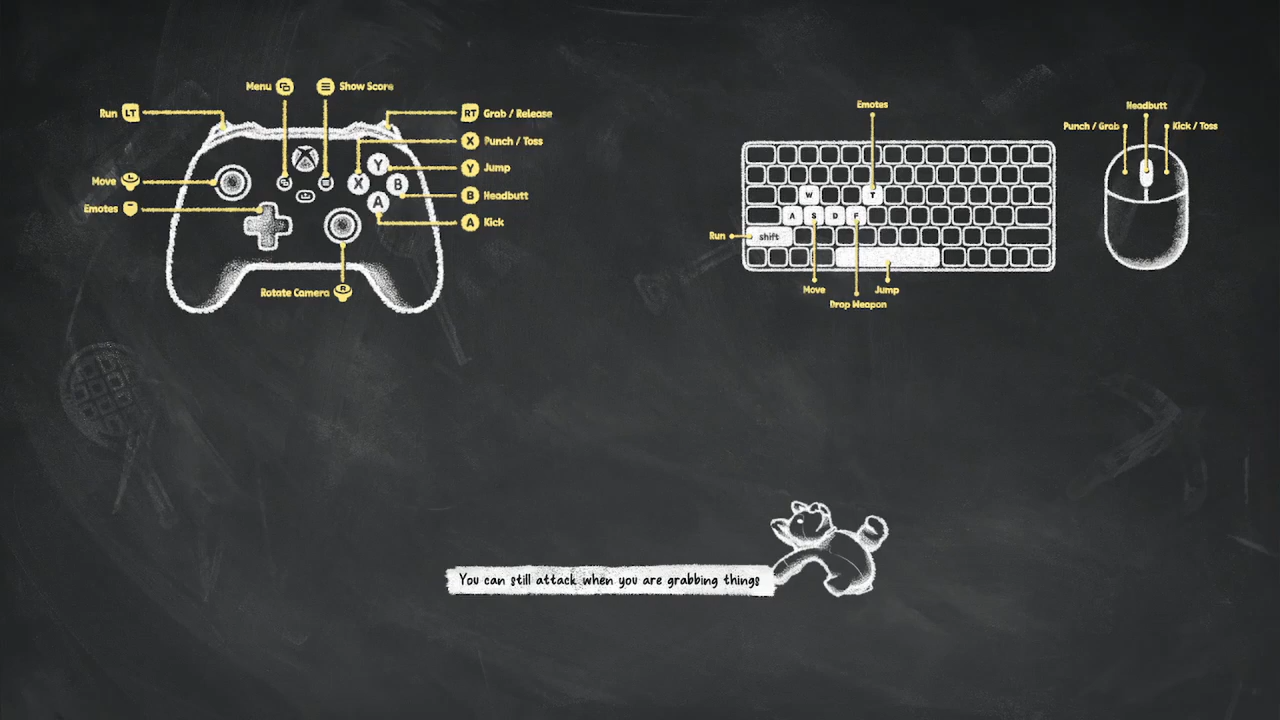 Menu
Show Score
Run LT
RT Grab / Release
X Punch / Toss
Y Jump
Move
B Headbutt
Emotes
A Kick
Y
X
B
A
Rotate Camera R
Emotes
W
A S D F
Run
shift
Move
Jump
Drop Weapon
Headbutt
Punch / Grab
Kick / Toss
You can still attack when you are grabbing things